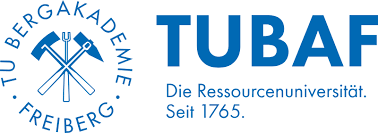 TU BERGAKADEMIE
· FREIBERG ·
TUBAF
Die Ressourcenuniversität.
Seit 1765.